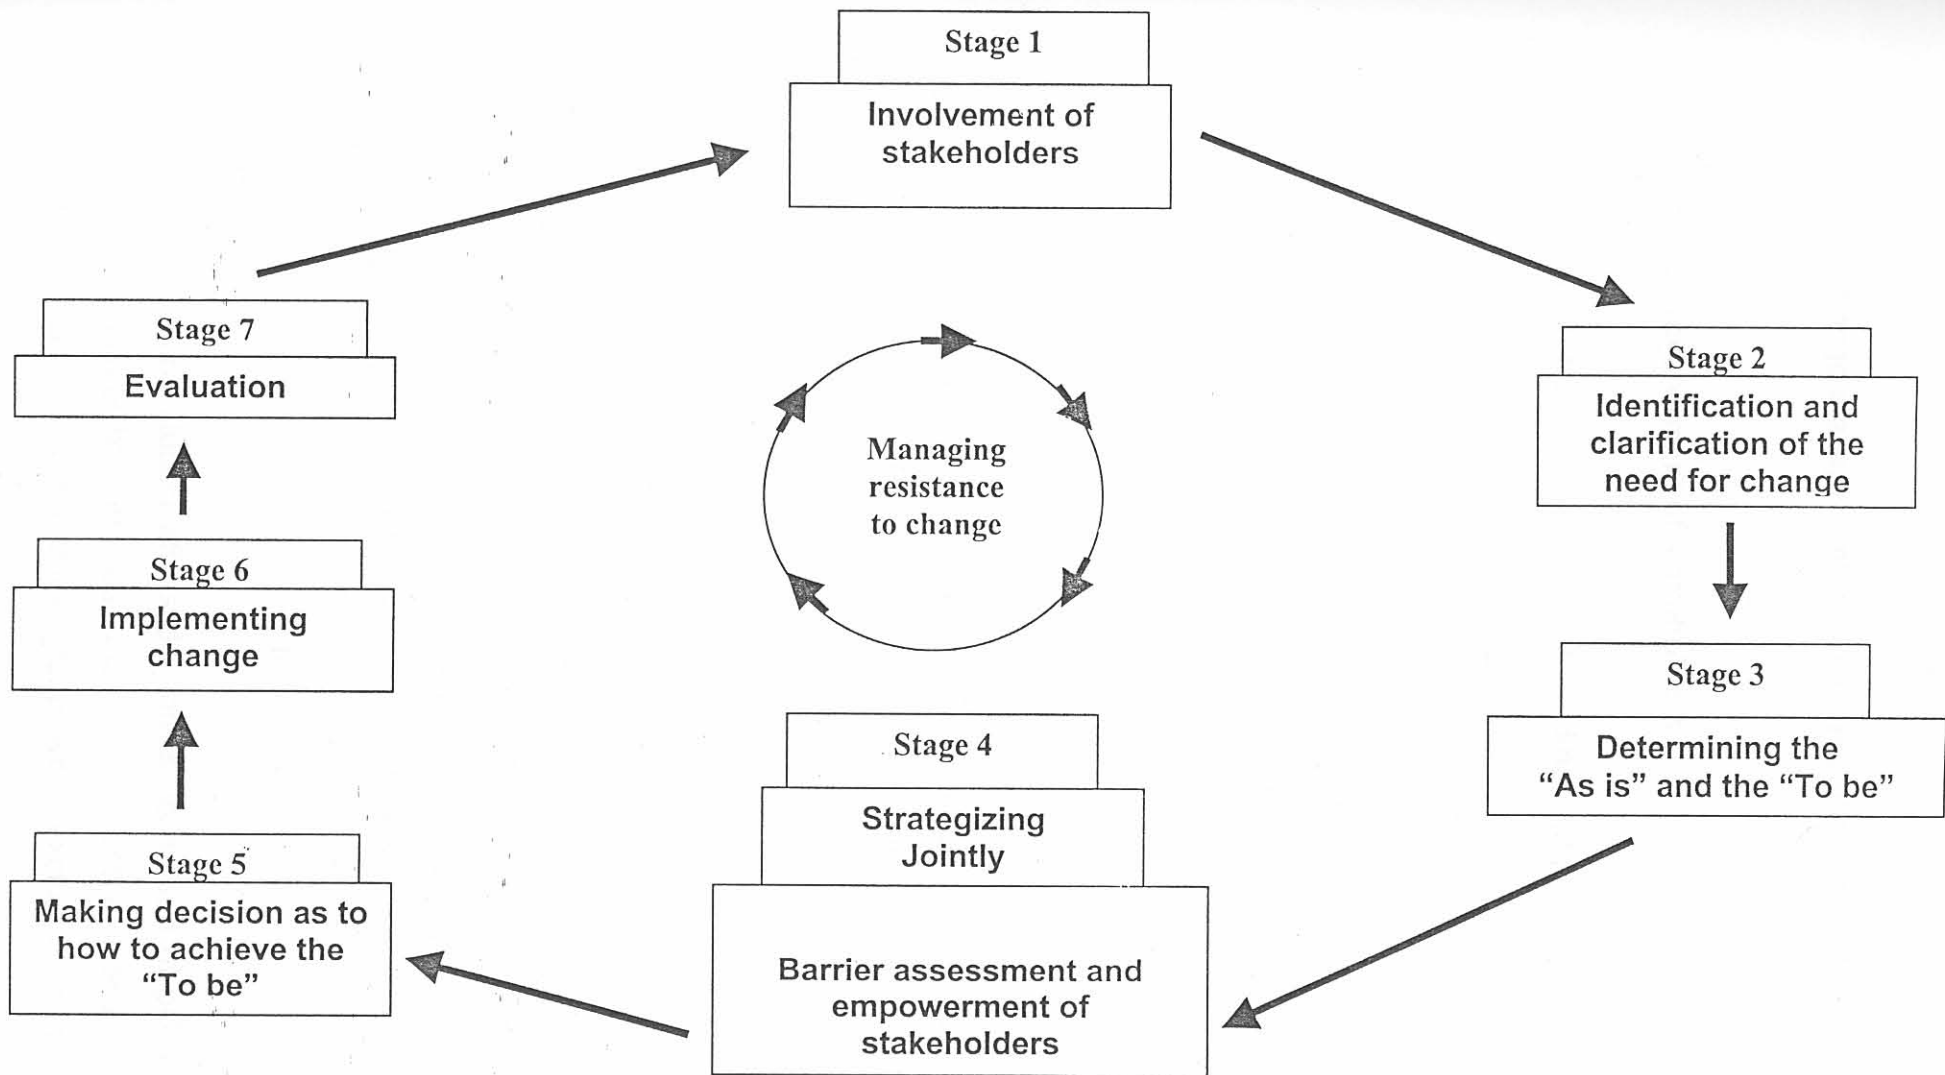 Stage 1
Involvement of
stakeholders
Stage 2
Identification and
clarification of the
need for change
Stage 3
Determining the
“As is” and the “To be”
Stage 4
Strategizing
Jointly
Barrier assessment and
empowerment of
stakeholders
Stage 5
Making decision as to
how to achieve the
“To be”
Stage 6
Implementing
change
Stage 7
Evaluation
Managing
resistance
to change